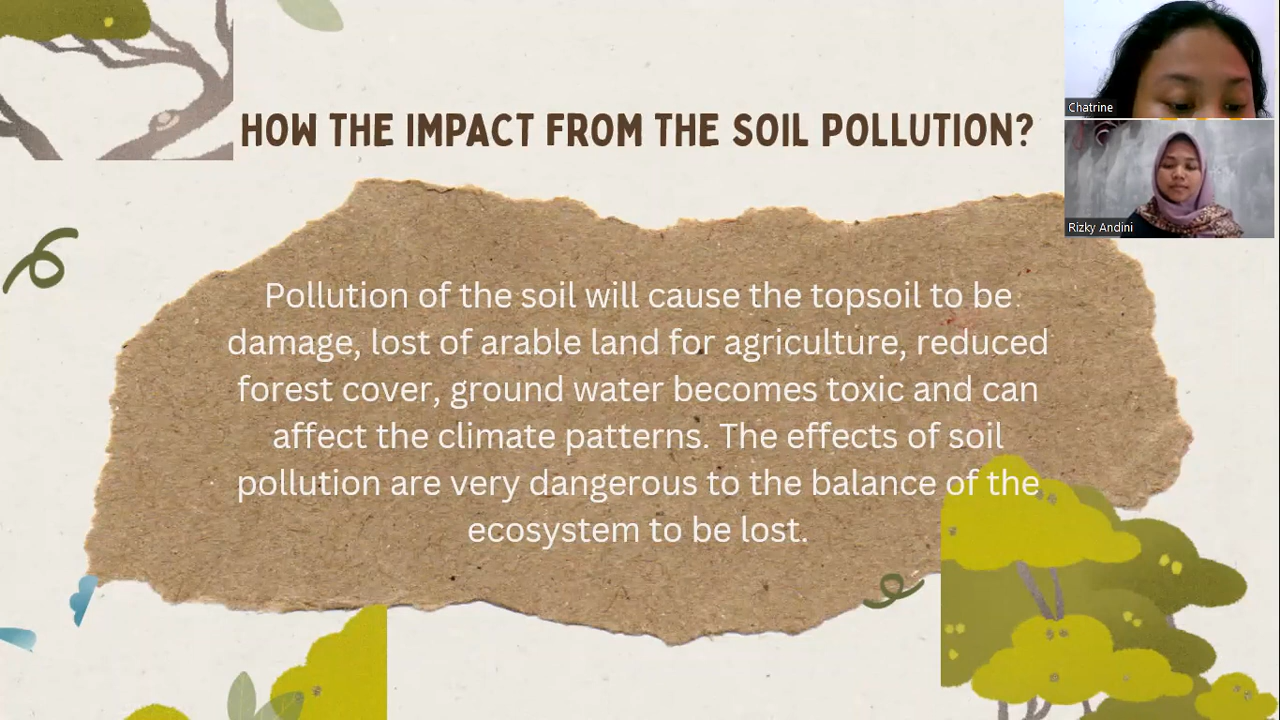 HOW THE IMPACT FROM THE SOIL POLLUTION?
Chatrine
Rizky Andini
Pollution of the soil will cause the topsoil to be
damage, lost of arable land for agriculture, reduced
forest cover, ground water becomes toxic and can
affect the climate patterns. The effects of soil
pollution are very dangerous to the balance of the
ecosystem to be lost.